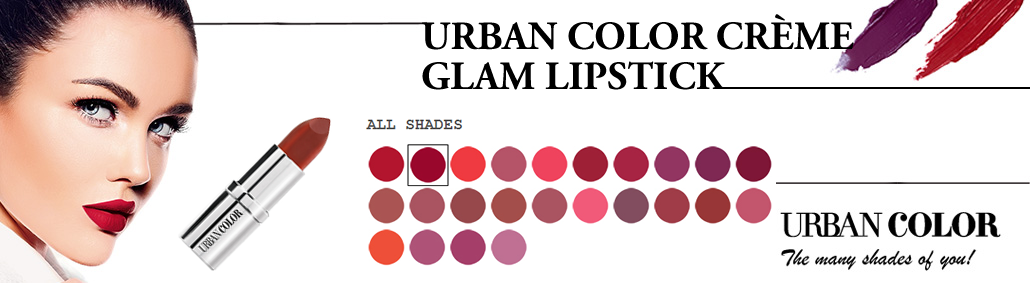 URBAN COLOR CRÈME
GLAM LIPSTICK
ALL SHADES
URBAN COLOR
URBAN COLOR
The many shades of you!